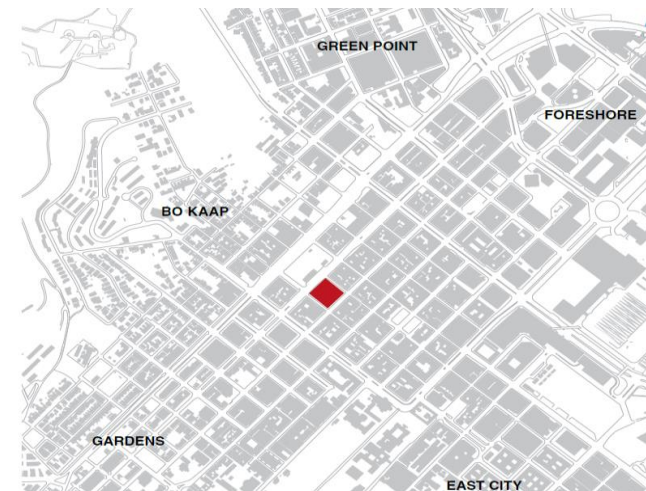 GREEN POINT
FORESHORE
BO KAAP
GARDENS
EAST CITY